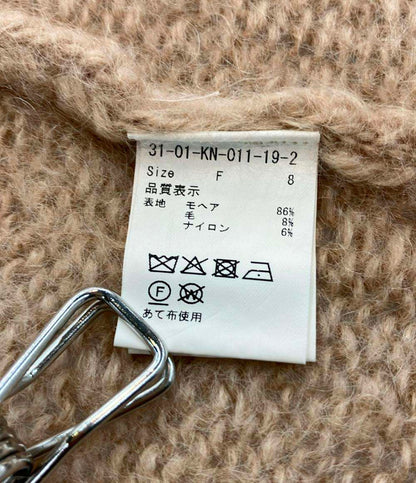 31-01-KN-011-19-2
Size F 8
品質表示
表地 モヘア 86%
毛 8%
ナイロン 6%
F W
あて布使用